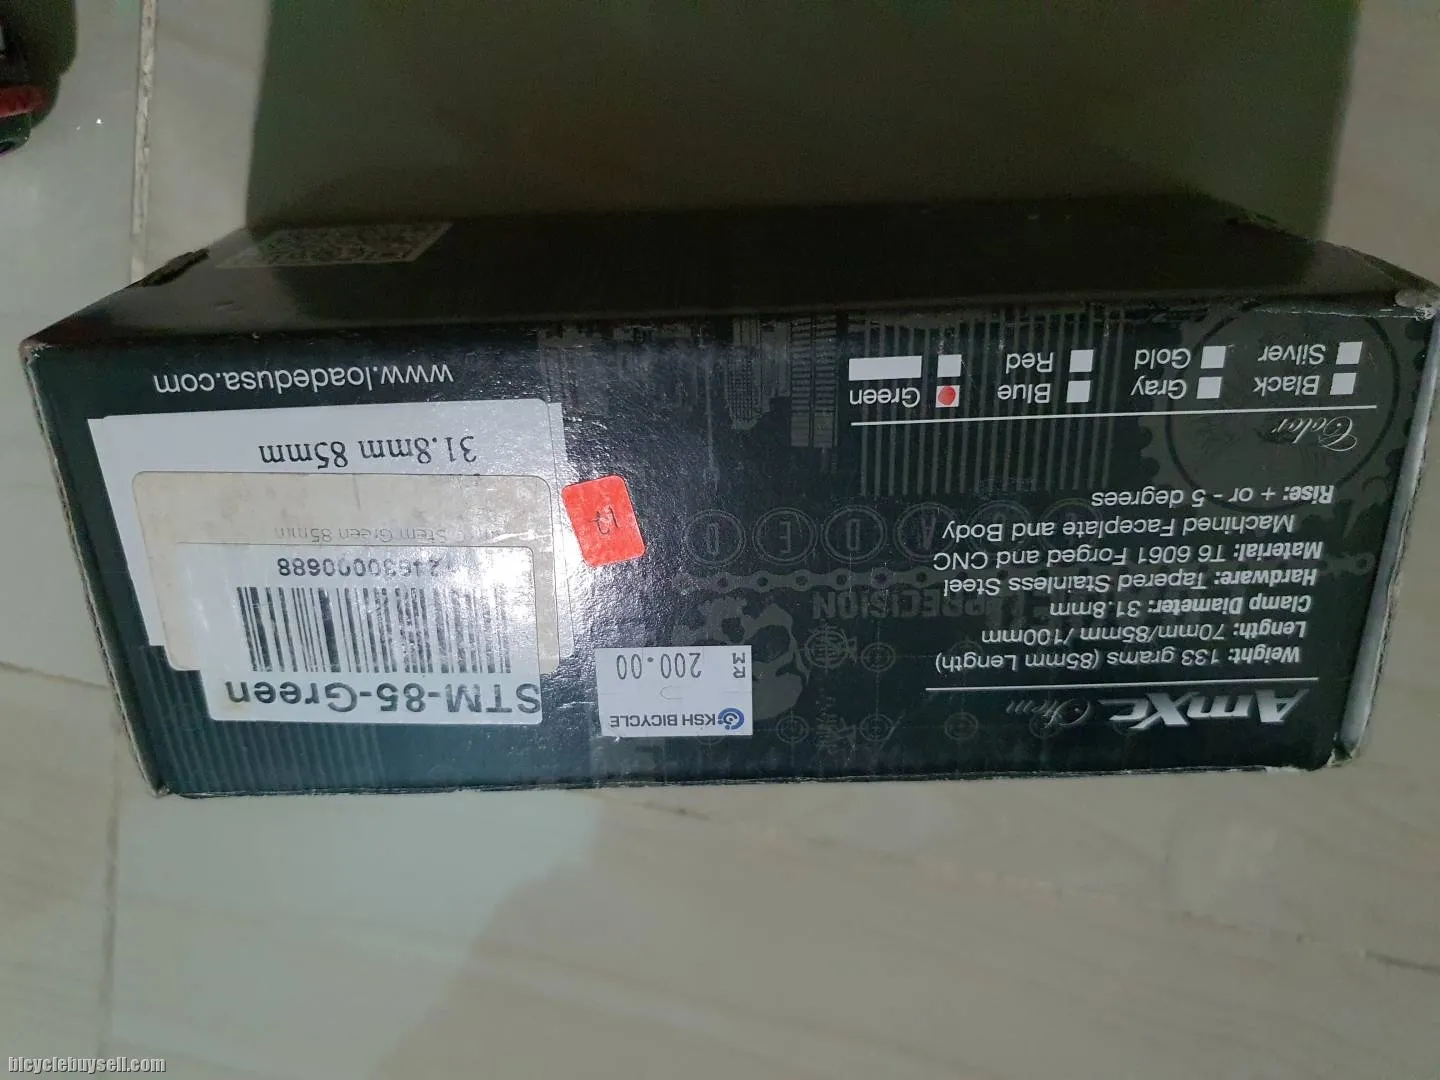 AmXC Stem
Weight: 133 grams (85mm Length)
Length: 70mm/85mm /100mm
Clamp Diameter: 31.8mm
Hardware: Tapered Stainless Steel
Material: T6 6061 Forged and CNC
Machined Faceplate and Body
Rise: + or - 5 degrees
Color
Black
Gray
Blue
Green
Silver
Gold
Red
KSH BICYCLE
RM
200.00
17
LOADED
PRECISION
STM-85-Green
Stem Green 85mm
31.8mm 85mm
www.loadedusa.com
bicyclebuysell.com